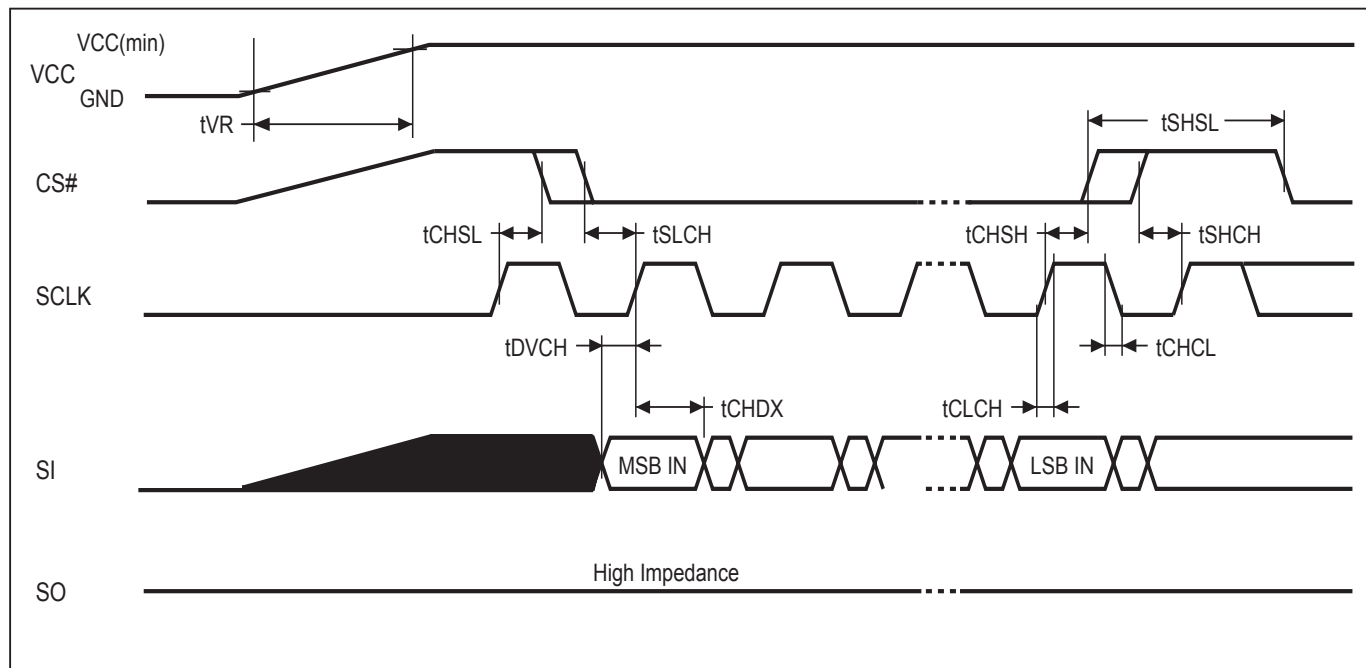 VCC(min)
VCC
GND
tVR
tSHSL
CS#
tCHSL
tSLCH
tCHSH
tSHCH
SCLK
tDVCH
tCHCL
tCHDX
tCLCH
SI
MSB IN
LSB IN
High Impedance
SO